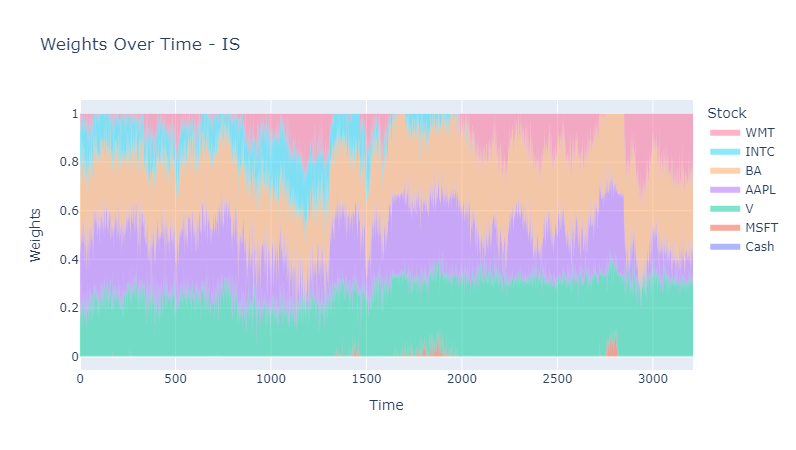 Weights Over Time - IS
Stock
WMT
INTC
BA
AAPL
V
MSFT
Cash
Weights
1
0.8
0.6
0.4
0.2
0
0 500 1000 1500 2000 2500 3000
Time